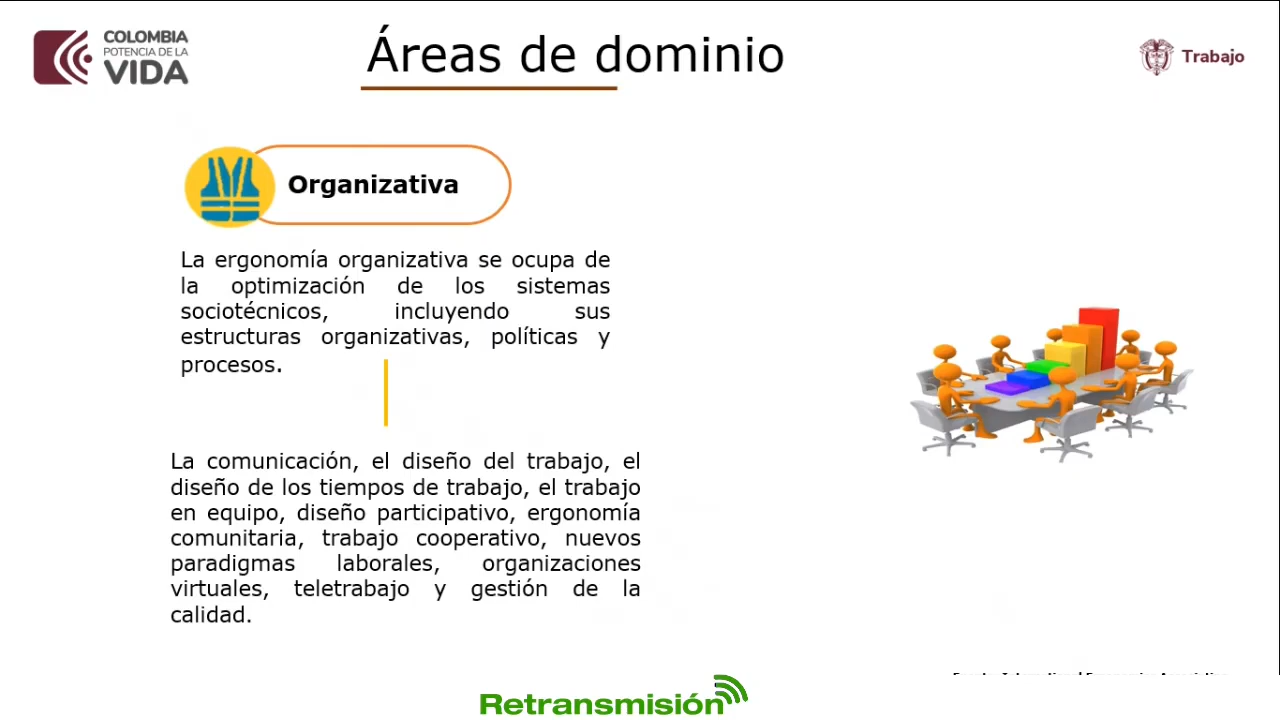 COLOMBIA
POTENCIA DE LA
VIDA
Áreas de dominio
Trabajo
Organizativa
La ergonomía organizativa se ocupa de
la optimización de los sistemas
sociotécnicos, incluyendo sus
estructuras organizativas, políticas y
procesos.
La comunicación, el diseño del trabajo, el
diseño de los tiempos de trabajo, el trabajo
en equipo, diseño participativo, ergonomía
comunitaria, trabajo cooperativo, nuevos
paradigmas laborales, organizaciones
virtuales, teletrabajo y gestión de la
calidad.
Retransmisión